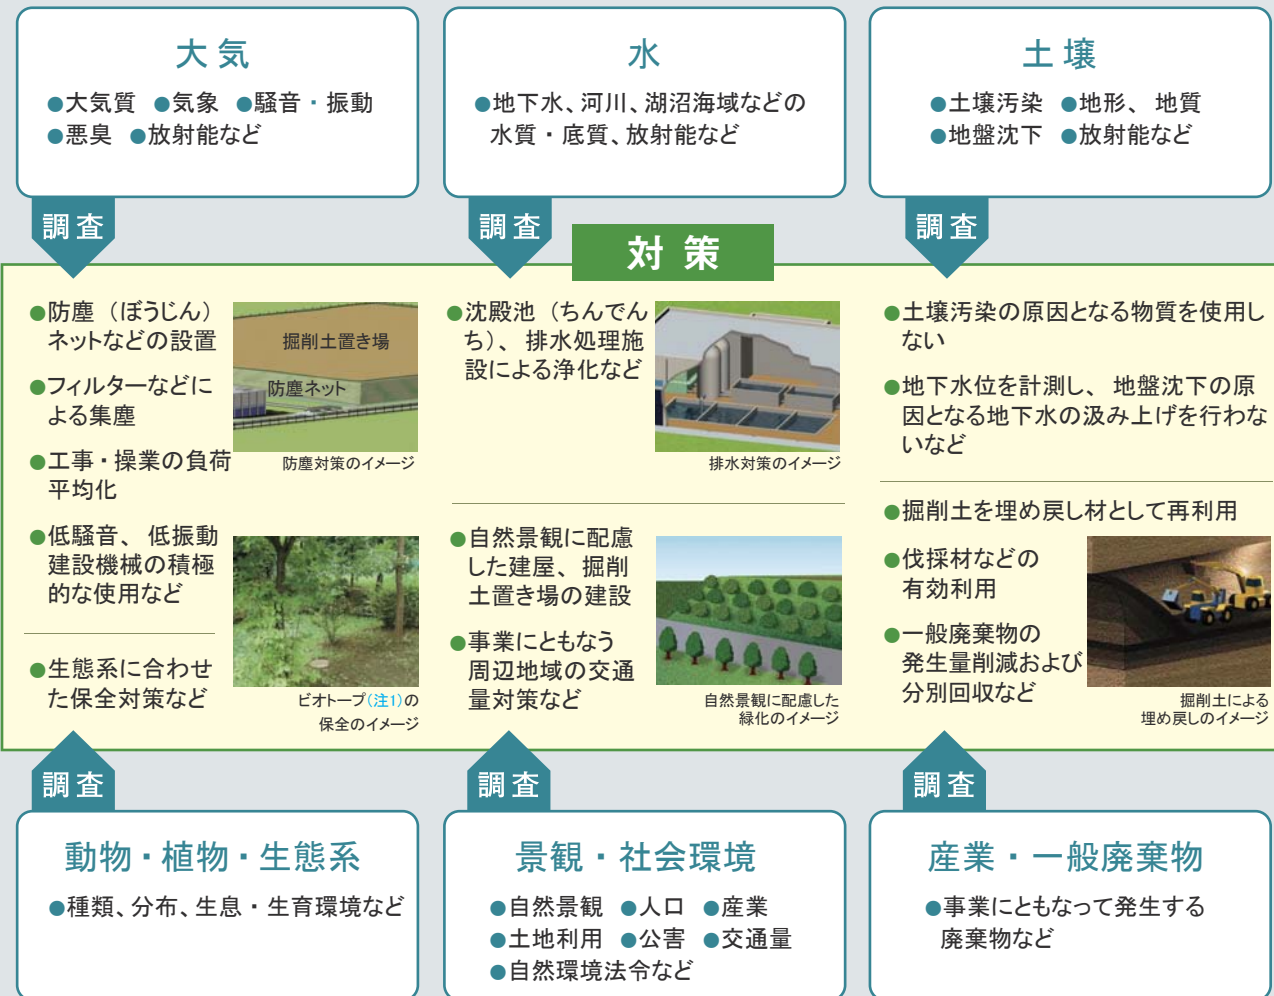 大気
●大気質 ●気象 ●騒音・振動
●悪臭 ●放射能など
水
●地下水、河川、湖沼海域などの
水質・底質、放射能など
土壌
●土壌汚染 ●地形、地質
●地盤沈下 ●放射能など
調査
調査
調査
対策
●防塵(ぼうじん)
ネットなどの設置
●フィルターなどに
よる集塵
●工事・操業の負荷
平均化
●低騒音、低振動
建設機械の積極
的な使用など
掘削土置き場
防塵ネット
防塵対策のイメージ
●生態系に合わせ
た保全対策など
ビオトープ(注1)の
保全のイメージ
●沈殿池(ちんでん
ち)、排水処理施
設による浄化など
排水対策のイメージ
●自然景観に配慮
した建屋、掘削
土置き場の建設
●事業にともなう
周辺地域の交通
量対策など
自然景観に配慮した
緑化のイメージ
●土壌汚染の原因となる物質を使用し
ない
●地下水位を計測し、地盤沈下の原
因となる地下水の汲み上げを行わな
いなど
●掘削土を埋め戻し材として再利用
●伐採材などの
有効利用
●一般廃棄物の
発生量削減および
分別回収など
掘削土による
埋め戻しのイメージ
調査
調査
調査
動物・植物・生態系
●種類、分布、生息・生育環境など
景観・社会環境
●自然景観 ●人口 ●産業
●土地利用 ●公害 ●交通量
●自然環境法令など
産業・一般廃棄物
●事業にともなって発生する
廃棄物など